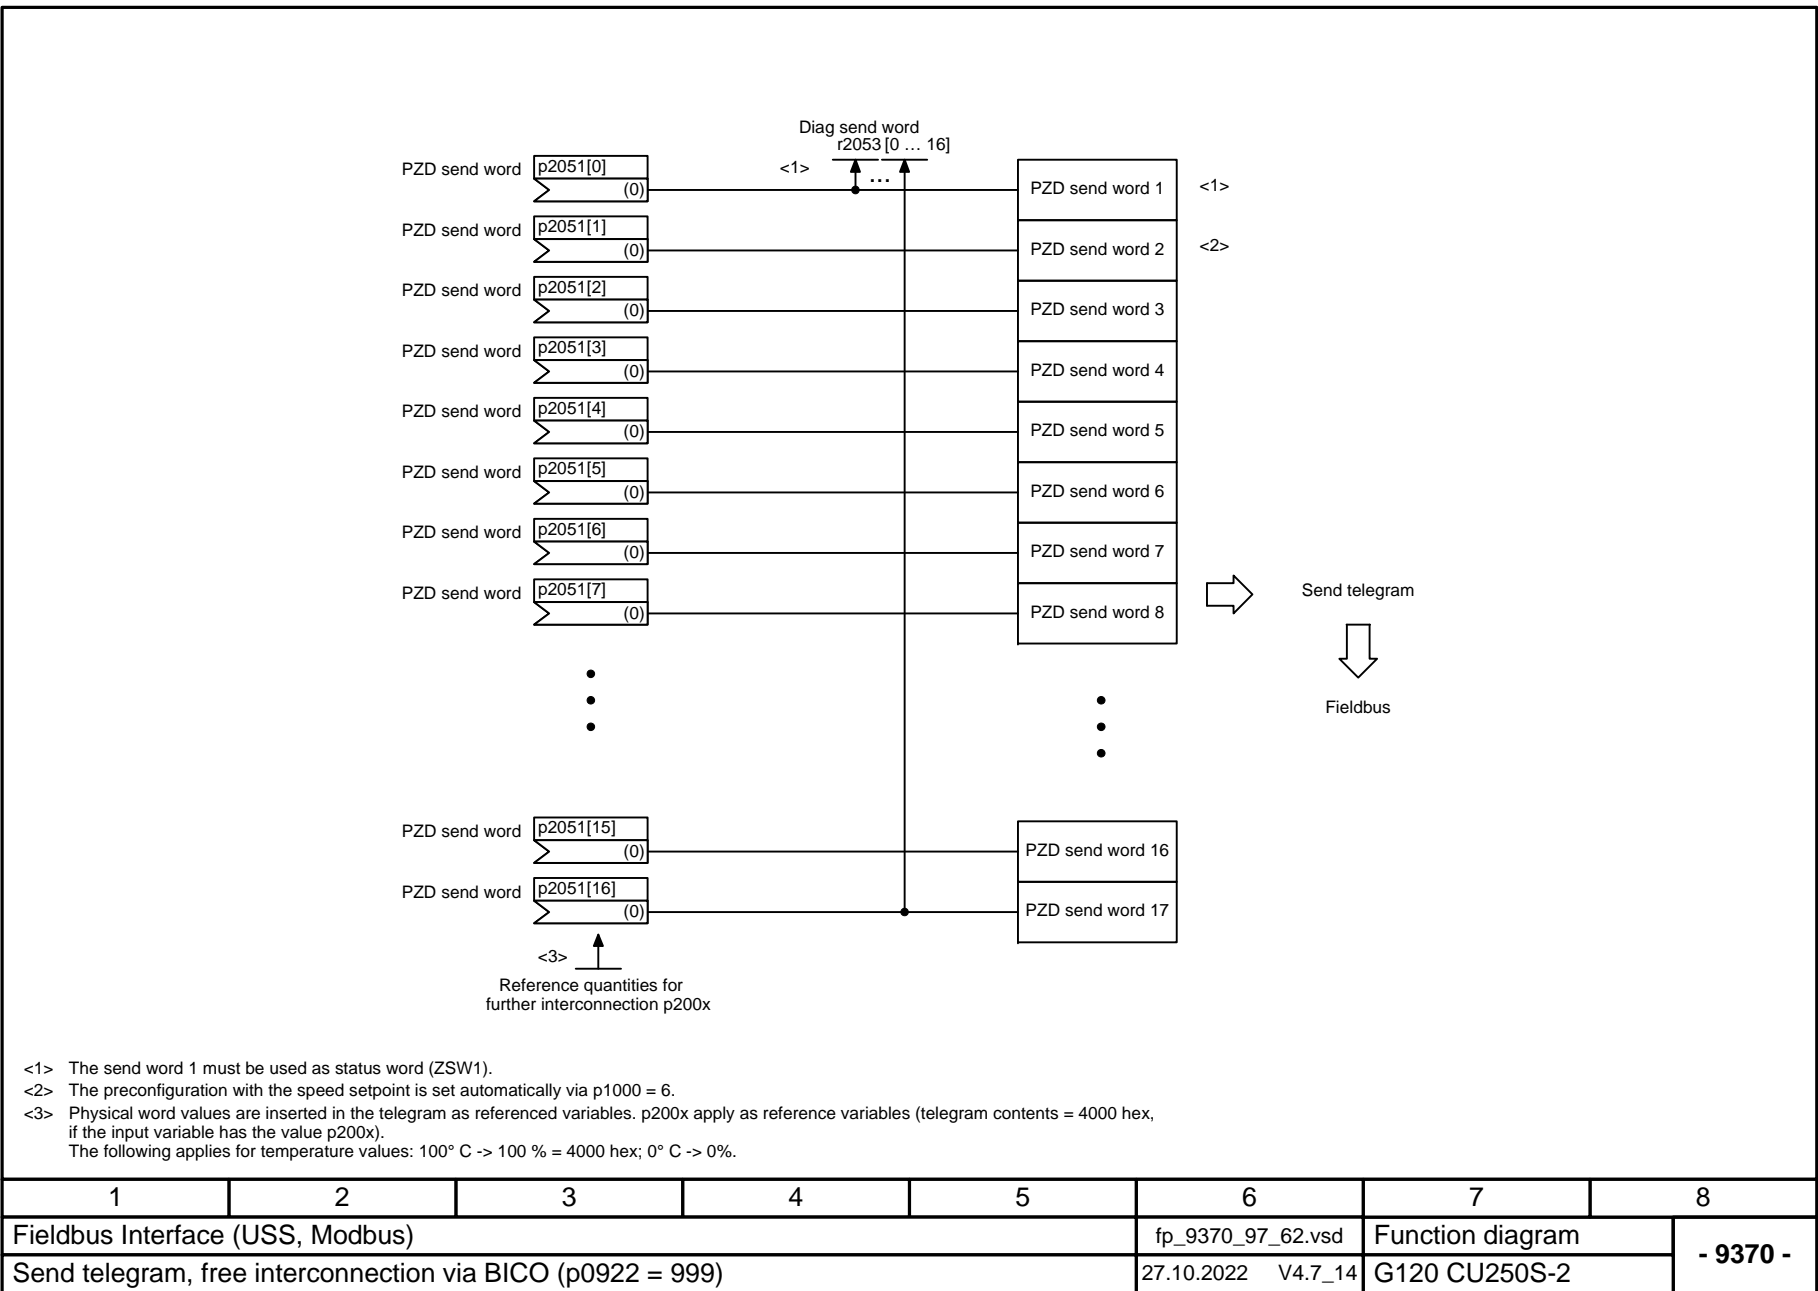 Diag send word
r2053 [0 … 16]
PZD send word p2051[0] <1> ...
(0) PZD send word 1 <1>
PZD send word p2051[1]
(0) PZD send word 2 <2>
PZD send word p2051[2]
(0) PZD send word 3
PZD send word p2051[3]
(0) PZD send word 4
PZD send word p2051[4]
(0) PZD send word 5
PZD send word p2051[5]
(0) PZD send word 6
PZD send word p2051[6]
(0) PZD send word 7
PZD send word p2051[7] Send telegram
(0) PZD send word 8
Fieldbus
PZD send word p2051[15]
(0) PZD send word 16
PZD send word p2051[16]
(0) PZD send word 17
<3>
Reference quantities for
further interconnection p200x
<1> The send word 1 must be used as status word (ZSW1).
<2> The preconfiguration with the speed setpoint is set automatically via p1000 = 6.
<3> Physical word values are inserted in the telegram as referenced variables. p200x apply as reference variables (telegram contents = 4000 hex,
if the input variable has the value p200x).
The following applies for temperature values: 100° C -> 100 % = 4000 hex; 0° C -> 0%.
1 2 3 4 5 6 7 8
Fieldbus Interface (USS, Modbus) fp_9370_97_62.vsd Function diagram
- 9370 -
Send telegram, free interconnection via BICO (p0922 = 999) 27.10.2022 V4.7_14 G120 CU250S-2